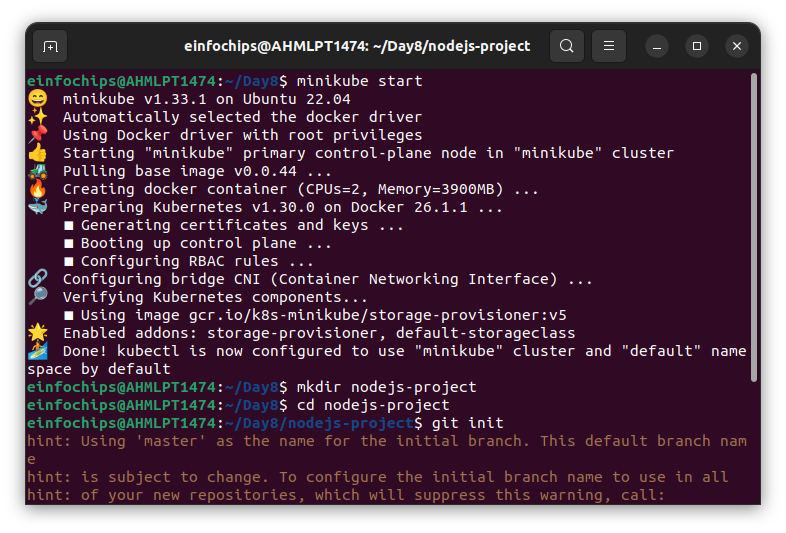 einfochips@AHMLPT1474: ~/Day8/nodejs-project
einfochips@AHMLPT1474:~/Day8$ minikube start
😄 minikube v1.33.1 on Ubuntu 22.04
✨ Automatically selected the docker driver
📌 Using Docker driver with root privileges
👍 Starting "minikube" primary control-plane node in "minikube" cluster
🚜 Pulling base image v0.0.44 ...
🔥 Creating docker container (CPUs=2, Memory=3900MB) ...
🐳 Preparing Kubernetes v1.30.0 on Docker 26.1.1 ...
▪ Generating certificates and keys ...
▪ Booting up control plane ...
▪ Configuring RBAC rules ...
🔗 Configuring bridge CNI (Container Networking Interface) ...
🔎 Verifying Kubernetes components...
▪ Using image gcr.io/k8s-minikube/storage-provisioner:v5
🌟 Enabled addons: storage-provisioner, default-storageclass
🏄 Done! kubectl is now configured to use "minikube" cluster and "default" name
space by default
einfochips@AHMLPT1474:~/Day8$ mkdir nodejs-project
einfochips@AHMLPT1474:~/Day8$ cd nodejs-project
einfochips@AHMLPT1474:~/Day8/nodejs-project$ git init
hint: Using 'master' as the name for the initial branch. This default branch nam
e
hint: is subject to change. To configure the initial branch name to use in all
hint: of your new repositories, which will suppress this warning, call: